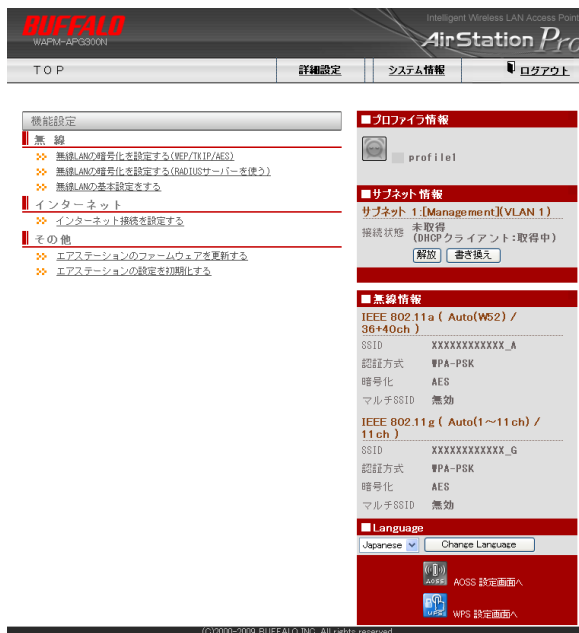 BUFFALO
WAPM-APG300N
Intelligent Wireless LAN Access Point
AirStation Pro
TOP
詳細設定
システム情報
ログアウト
機能設定
無 線
無線LANの暗号化を設定する(WEP/TKIP/AES)
無線LANの暗号化を設定する(RADIUSサーバーを使う)
無線LANの基本設定をする
インターネット
インターネット接続を設定する
その他
エアステーションのファームウェアを更新する
エアステーションの設定を初期化する
■プロファイラ情報
profile1
■サブネット情報
サブネット 1:[Management](VLAN 1)
接続状態 未取得
(DHCPクライアント:取得中)
解放 書き換え
■無線情報
IEEE 802.11a ( Auto(W52) /
36+40ch )
SSID XXXXXXXXXXXX_A
認証方式 WPA-PSK
暗号化 AES
マルチSSID 無効
IEEE 802.11g ( Auto(1〜11ch) /
11ch )
SSID XXXXXXXXXXXX_G
認証方式 WPA-PSK
暗号化 AES
マルチSSID 無効
■Language
Japanese Change Language
AOSS AOSS 設定画面へ
WPS WPS 設定画面へ
(C)2000-2009 BUFFALO INC. All rights reserved.